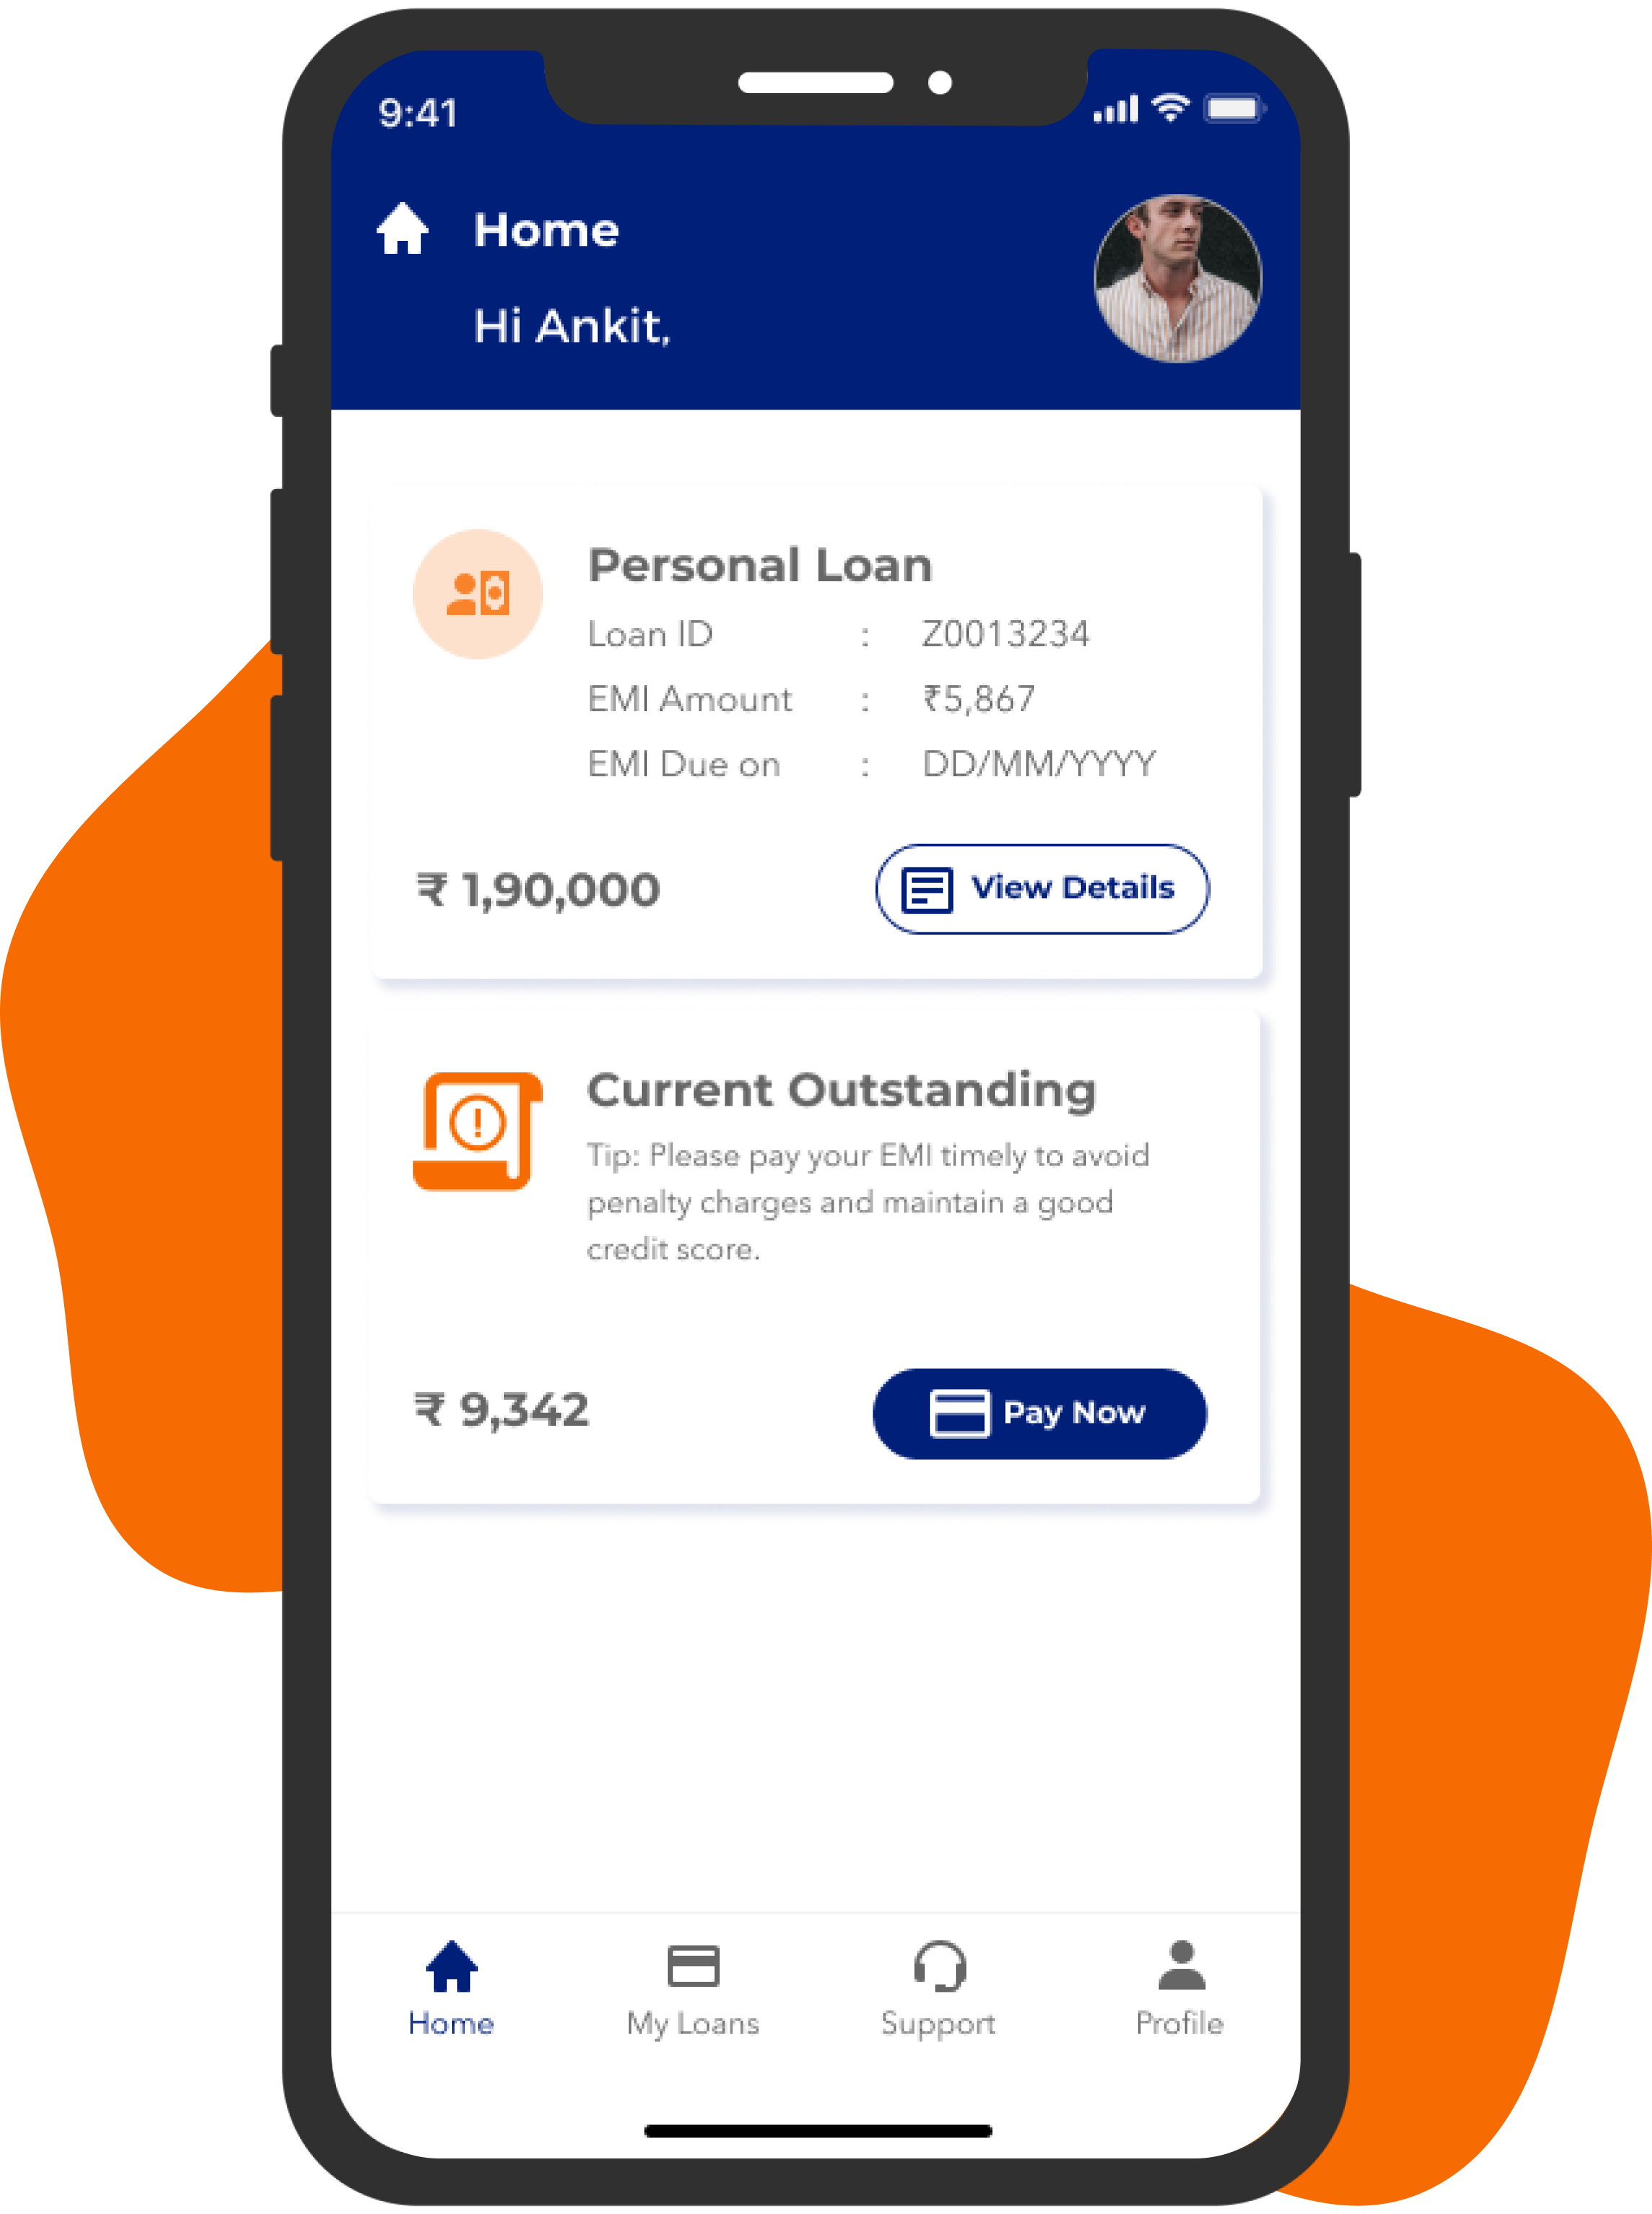 9:41
Home
Hi Ankit,
Personal Loan
Loan ID : Z0013234
EMI Amount : ₹5,867
EMI Due on : DD/MM/YYYY
₹ 1,90,000
View Details
Current Outstanding
Tip: Please pay your EMI timely to avoid
penalty charges and maintain a good
credit score.
₹ 9,342
Pay Now
Home
My Loans
Support
Profile